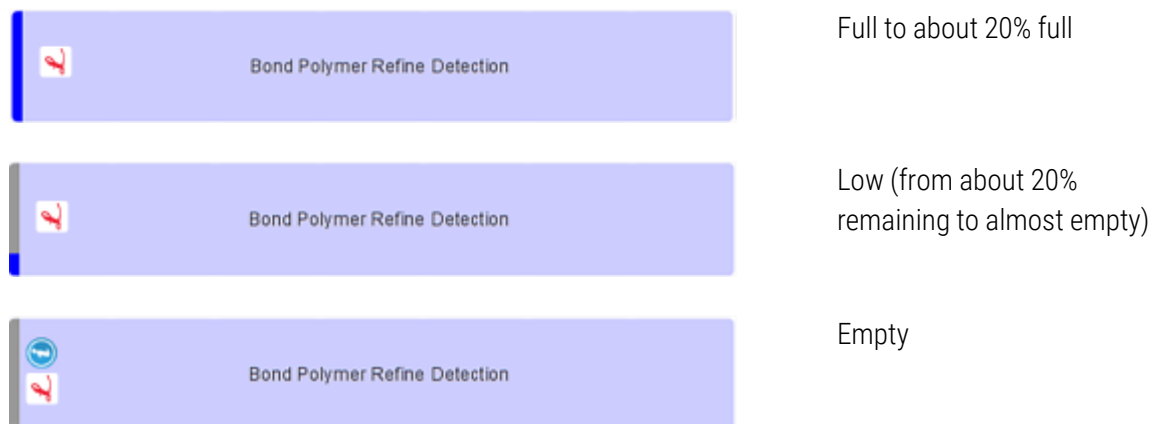 Full to about 20% full
Bond Polymer Refine Detection
Low (from about 20%
remaining to almost empty)
Bond Polymer Refine Detection
Empty
Bond Polymer Refine Detection